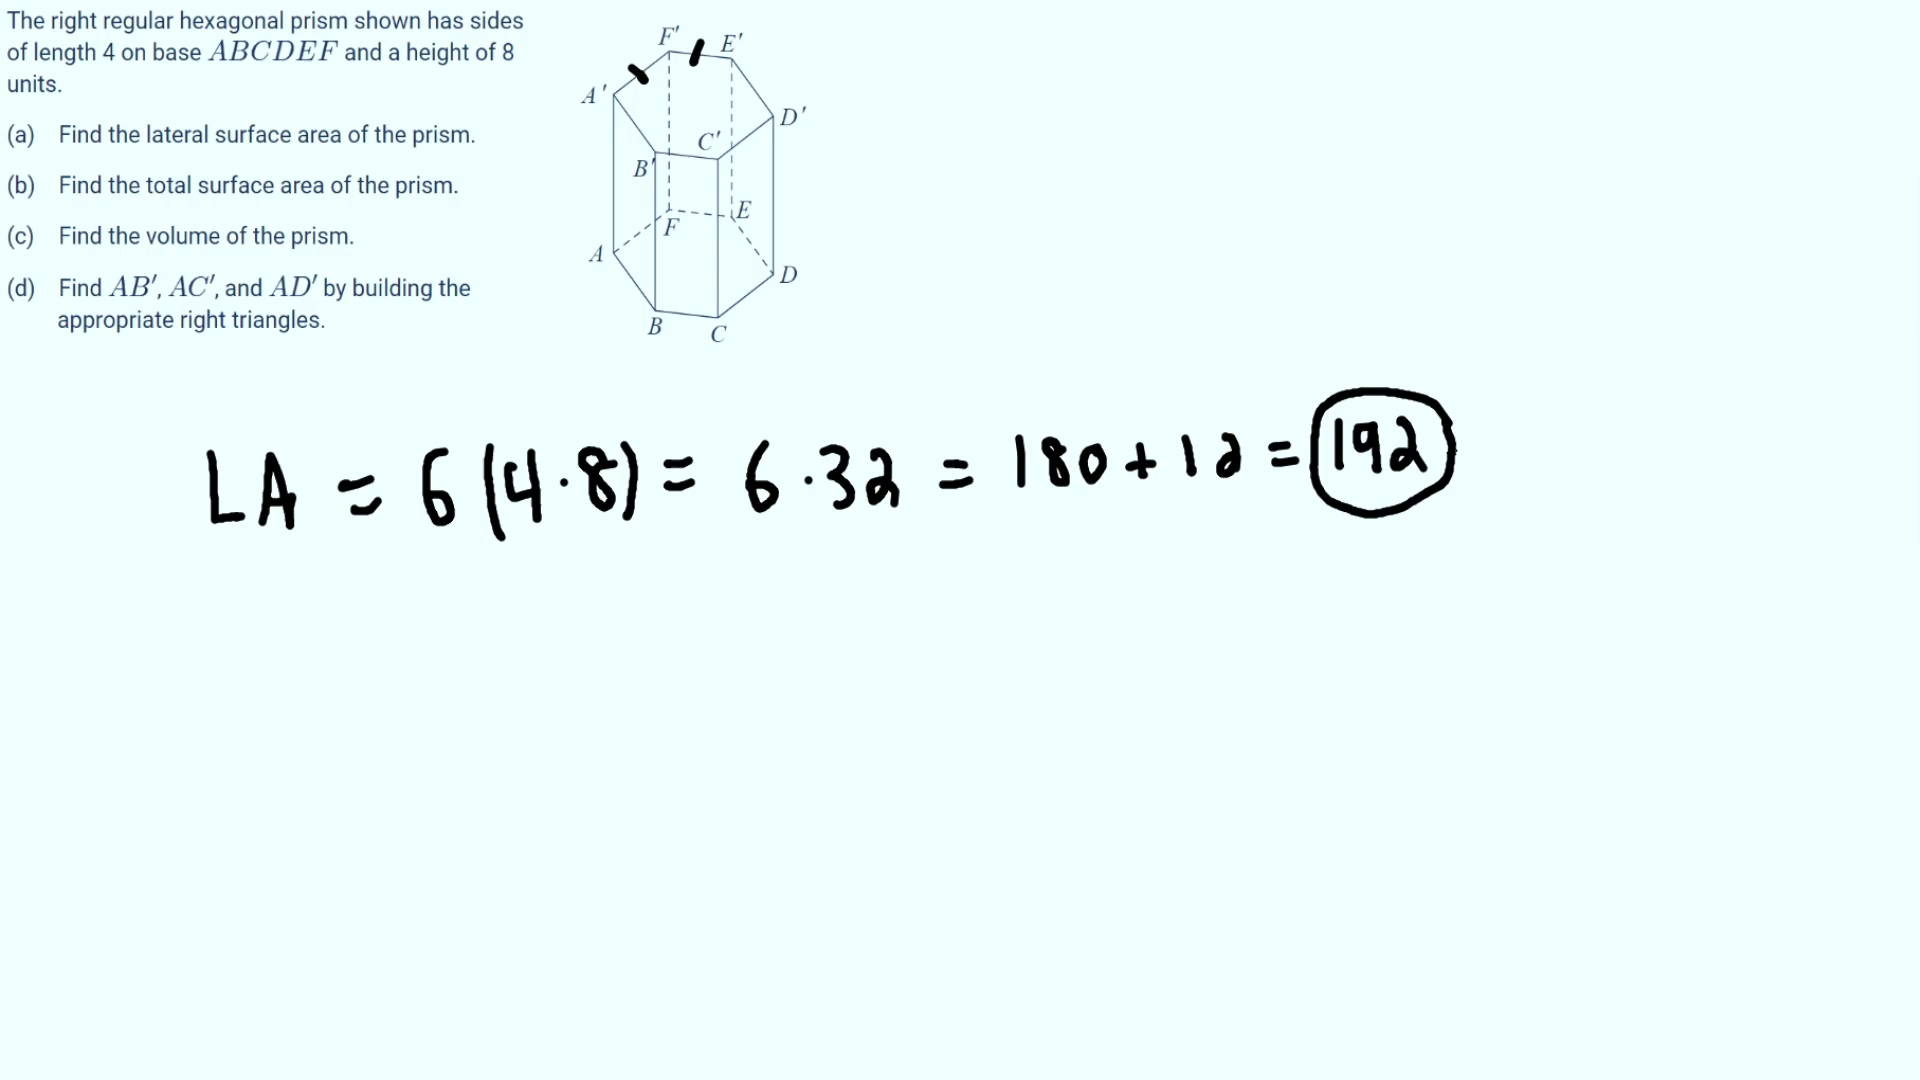 The right regular hexagonal prism shown has sides
of length 4 on base ABCDEF and a height of 8
units.
(a) Find the lateral surface area of the prism.
(b) Find the total surface area of the prism.
(c) Find the volume of the prism.
(d) Find AB′, AC′, and AD′ by building the
appropriate right triangles.
F′ E′
A′
D′
C′
B′
E
F
A
D
B C
LA = 6(4·8) = 6·32 = 180+12 = 192